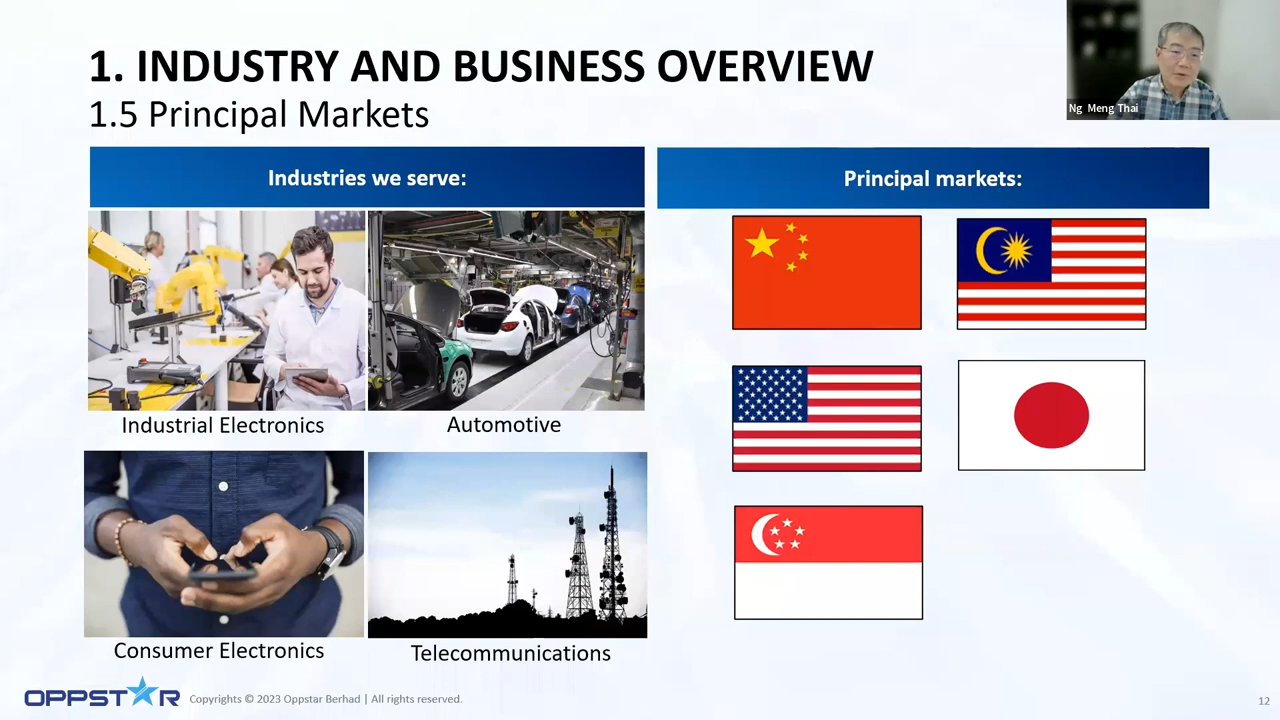 1. INDUSTRY AND BUSINESS OVERVIEW
1.5 Principal Markets
Ng Meng Thai
Industries we serve:
Principal markets:
Industrial Electronics
Automotive
Consumer Electronics
Telecommunications
OPPSTAR
Copyrights © 2023 Oppstar Berhad | All rights reserved.
12